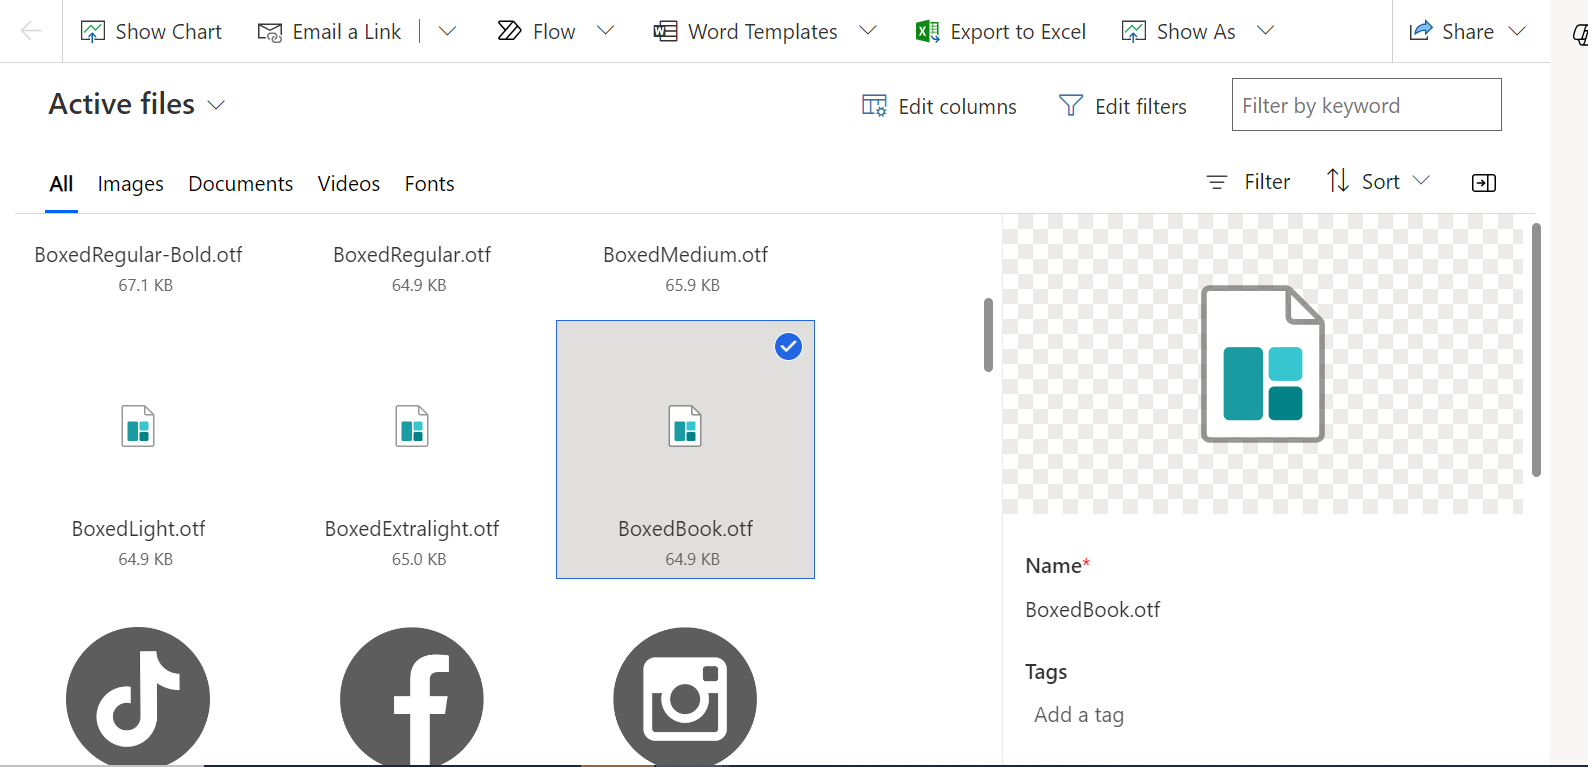 Show Chart Email a Link Flow Word Templates Export to Excel Show As Share
Active files Edit columns Edit filters Filter by keyword
All Images Documents Videos Fonts Filter Sort
BoxedRegular-Bold.otf BoxedRegular.otf BoxedMedium.otf
67.1 KB 64.9 KB 65.9 KB
BoxedLight.otf BoxedExtralight.otf BoxedBook.otf
64.9 KB 65.0 KB 64.9 KB
Name*
BoxedBook.otf
Tags
Add a tag